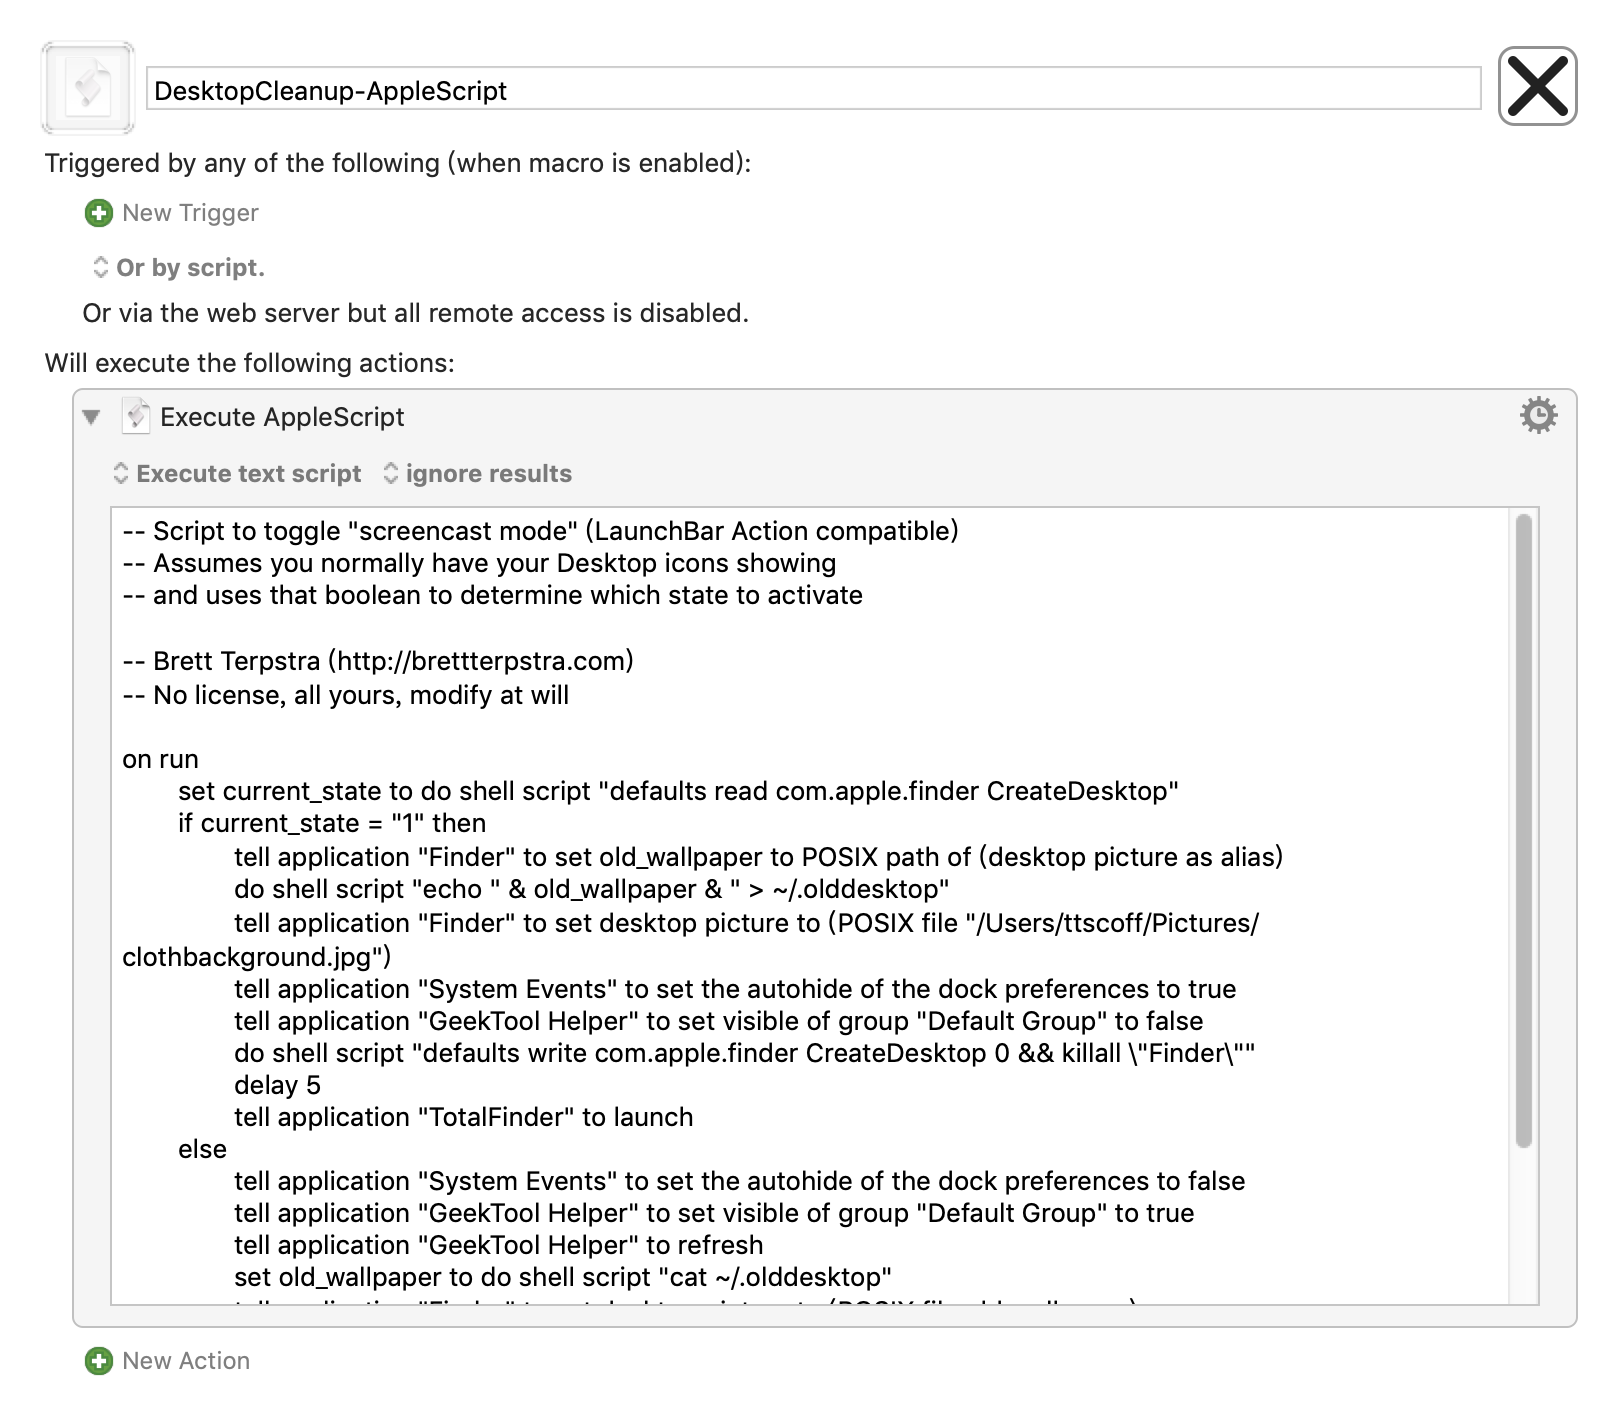 DesktopCleanup-AppleScript
Triggered by any of the following (when macro is enabled):
New Trigger
Or by script.
Or via the web server but all remote access is disabled.
Will execute the following actions:
Execute AppleScript
Execute text script ignore results
-- Script to toggle "screencast mode" (LaunchBar Action compatible)
-- Assumes you normally have your Desktop icons showing
-- and uses that boolean to determine which state to activate
-- Brett Terpstra (http://brettterpstra.com)
-- No license, all yours, modify at will
on run
set current_state to do shell script "defaults read com.apple.finder CreateDesktop"
if current_state = "1" then
tell application "Finder" to set old_wallpaper to POSIX path of (desktop picture as alias)
do shell script "echo " & old_wallpaper & " > ~/.olddesktop"
tell application "Finder" to set desktop picture to (POSIX file "/Users/ttscoff/Pictures/
clothbackground.jpg")
tell application "System Events" to set the autohide of the dock preferences to true
tell application "GeekTool Helper" to set visible of group "Default Group" to false
do shell script "defaults write com.apple.finder CreateDesktop 0 && killall \"Finder\""
delay 5
tell application "TotalFinder" to launch
else
tell application "System Events" to set the autohide of the dock preferences to false
tell application "GeekTool Helper" to set visible of group "Default Group" to true
tell application "GeekTool Helper" to refresh
set old_wallpaper to do shell script "cat ~/.olddesktop"
New Action